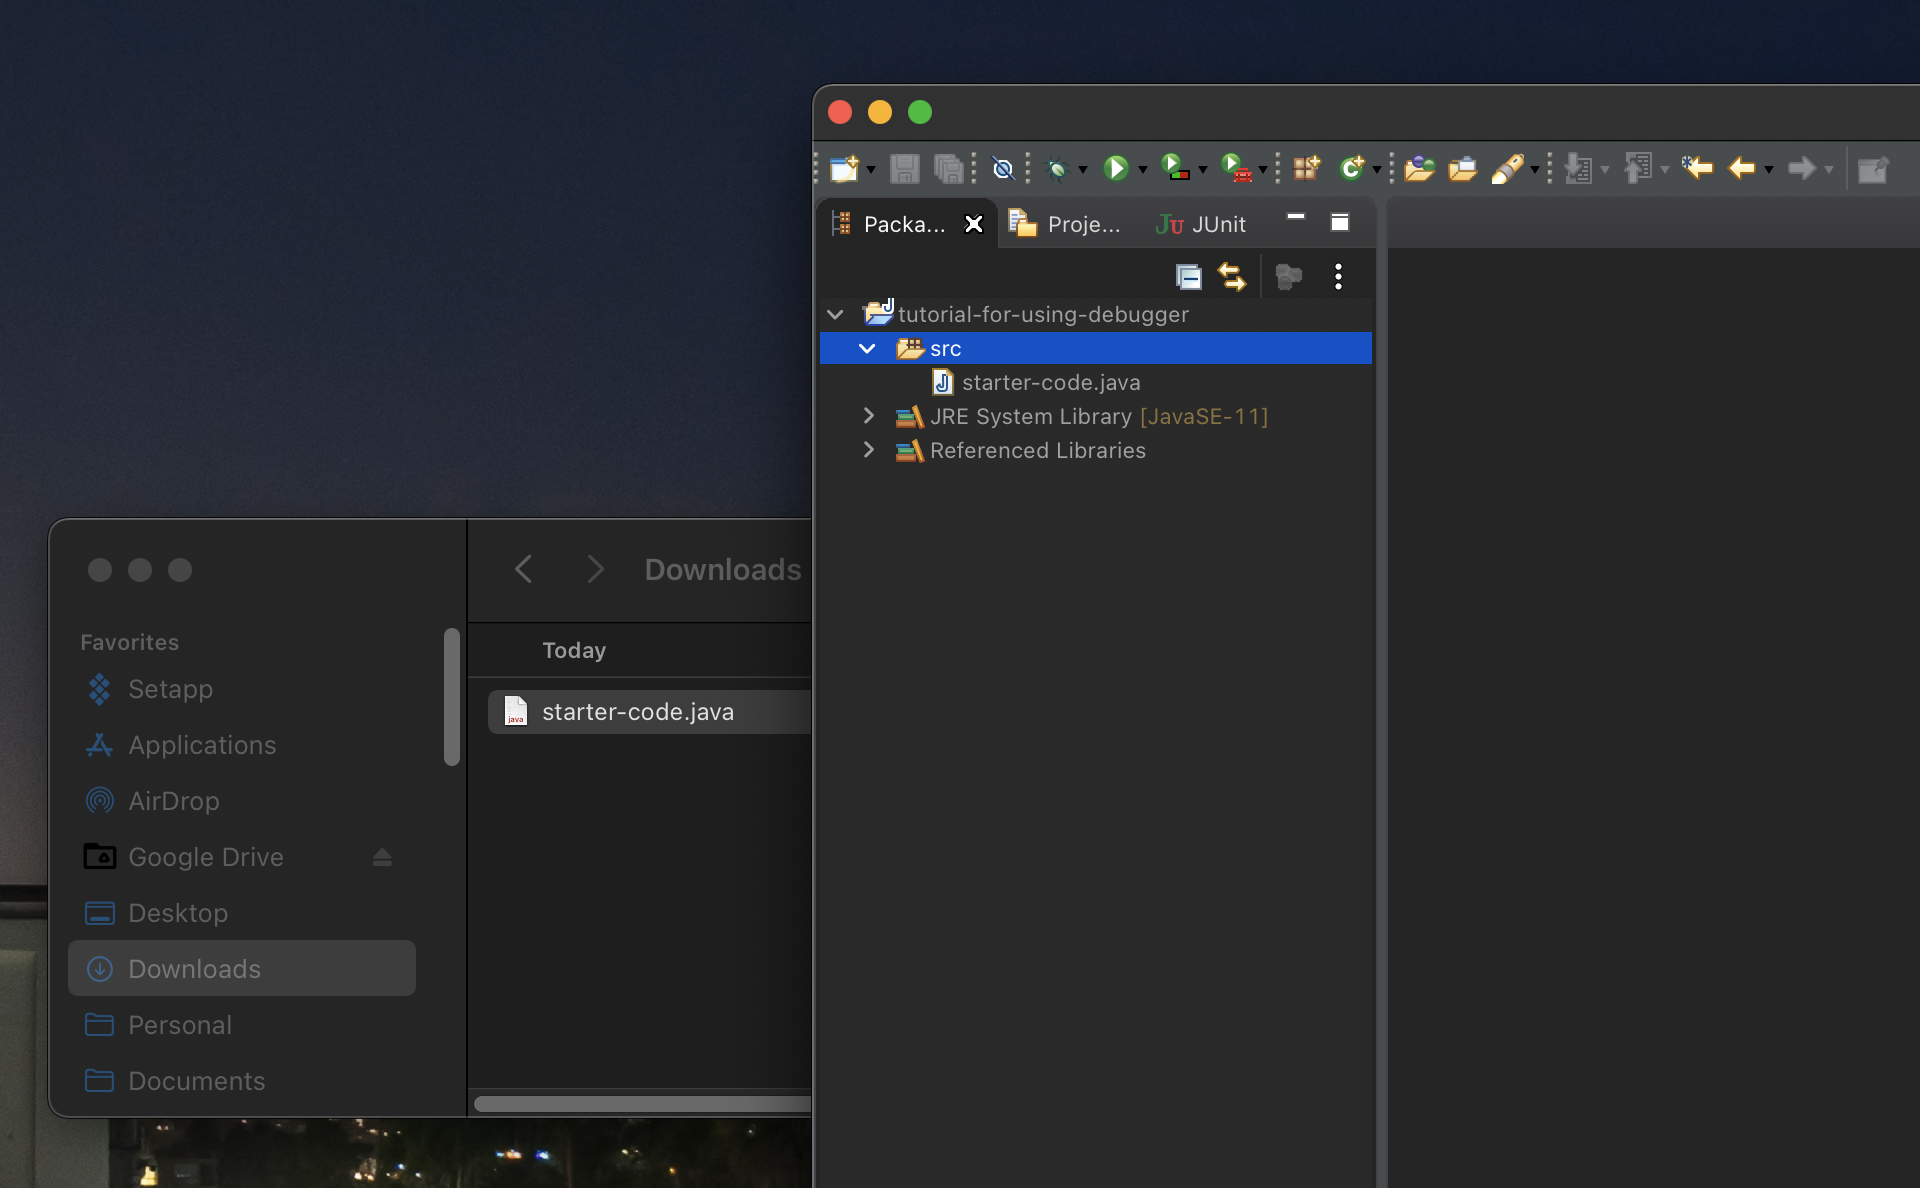 Packa...
Proje...
JUnit
tutorial-for-using-debugger
src
starter-code.java
JRE System Library [JavaSE-11]
Referenced Libraries
Downloads
Favorites
Today
Setapp
starter-code.java
Applications
AirDrop
Google Drive
Desktop
Downloads
Personal
Documents